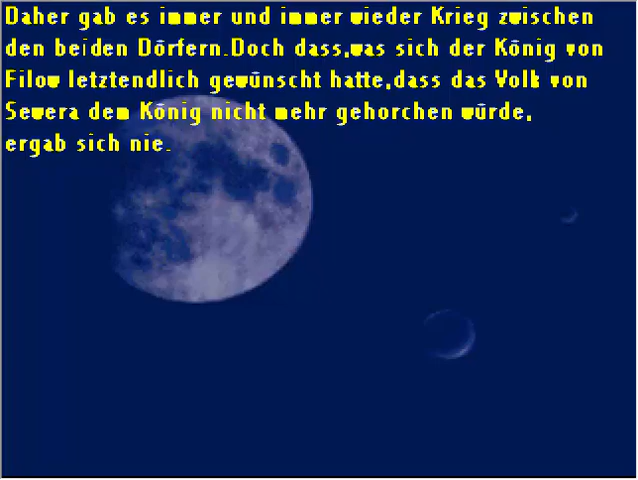 Daher gab es immer und immer wieder Krieg zwischen
den beiden Dörfern.Doch dass,was sich der König von
Filow letztendlich gewünscht hatte,dass das Volk von
Sewera dem König nicht mehr gehorchen würde,
ergab sich nie.